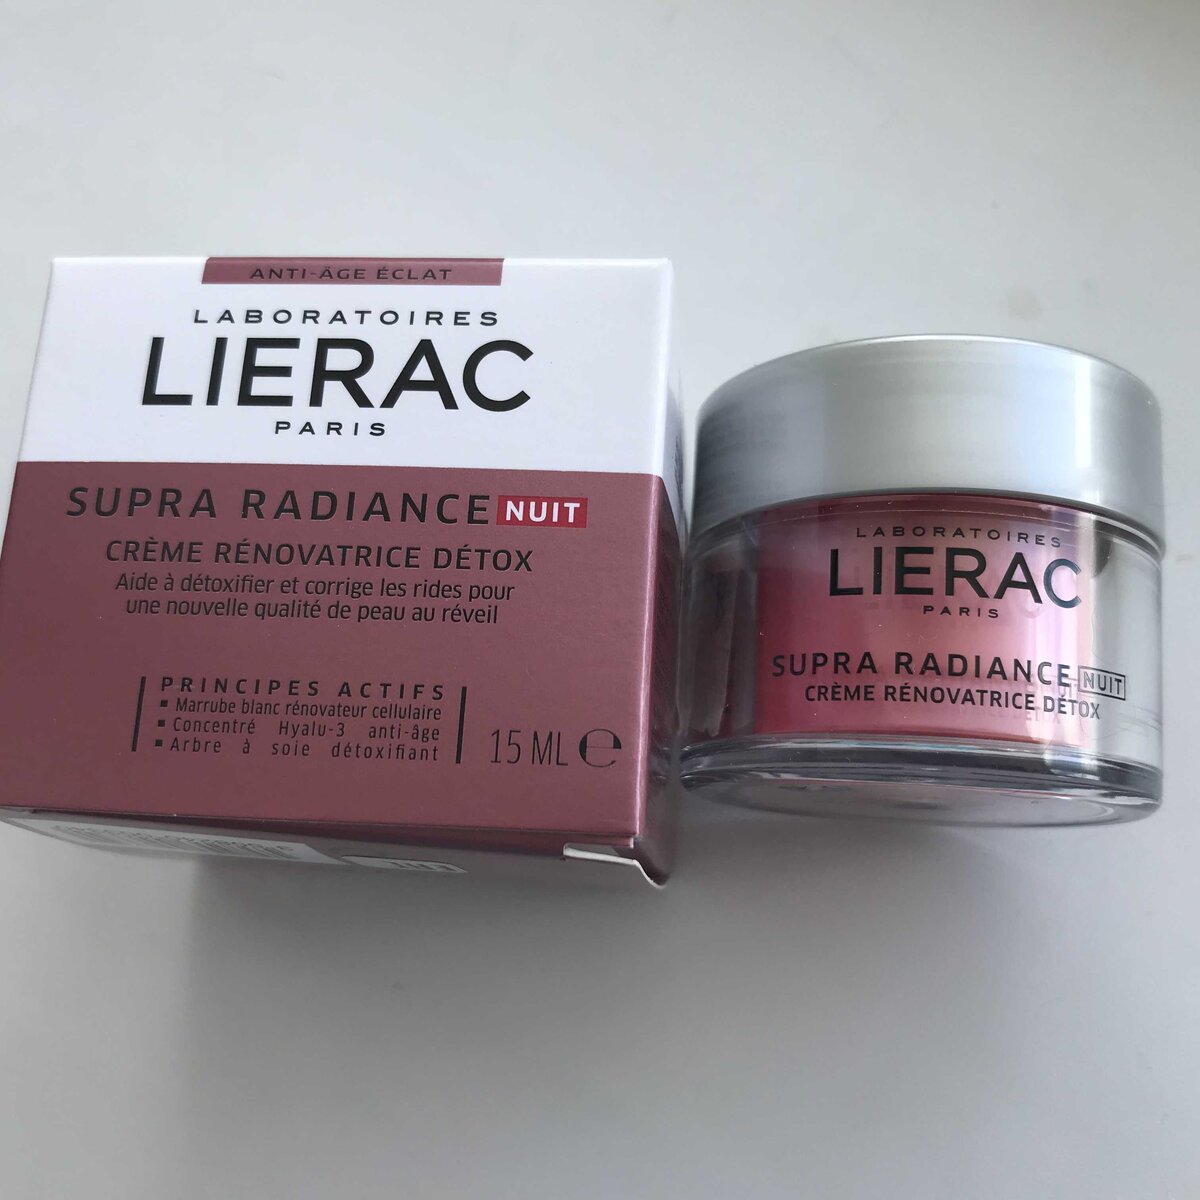 ANTI-ÂGE ÉCLAT
LABORATOIRES
LIERAC
PARIS
SUPRA RADIANCE NUIT
CRÈME RÉNOVATRICE DÉTOX
Aide à détoxifier et corrige les rides pour
une nouvelle qualité de peau au réveil
PRINCIPES ACTIFS
▪ Marrube blanc rénovateur cellulaire
▪ Concentré Hyalu-3 anti-âge
▪ Arbre à soie détoxifiant
15 ML ℮
LABORATOIRES
LIERAC
PARIS
SUPRA RADIANCE NUIT
CRÈME RÉNOVATRICE DÉTOX